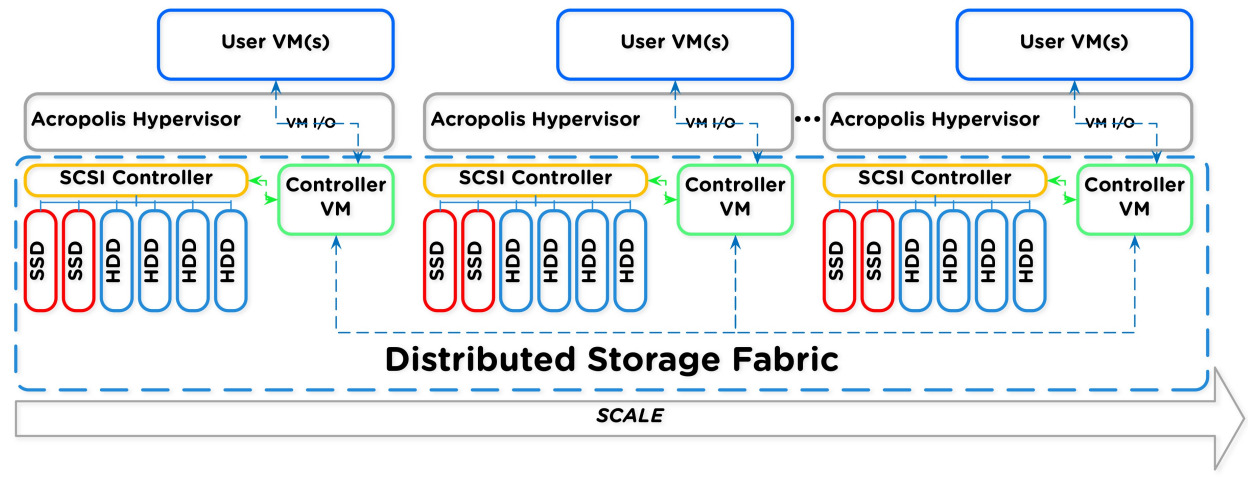 User VM(s)
User VM(s)
User VM(s)
Acropolis Hypervisor
VM I/O
Acropolis Hypervisor
VM I/O
•••
Acropolis Hypervisor
VM I/O
SCSI Controller
Controller
VM
SSD
SSD
HDD
HDD
HDD
HDD
SCSI Controller
Controller
VM
SSD
SSD
HDD
HDD
HDD
HDD
SCSI Controller
Controller
VM
SSD
SSD
HDD
HDD
HDD
HDD
Distributed Storage Fabric
SCALE